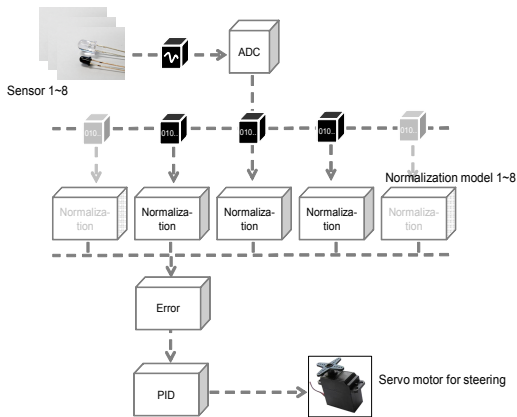 ADC
Sensor 1~8
010..
010..
010..
010..
010..
Normalization model 1~8
Normaliza-
tion
Normaliza-
tion
Normaliza-
tion
Normaliza-
tion
Normaliza-
tion
Error
PID
Servo motor for steering